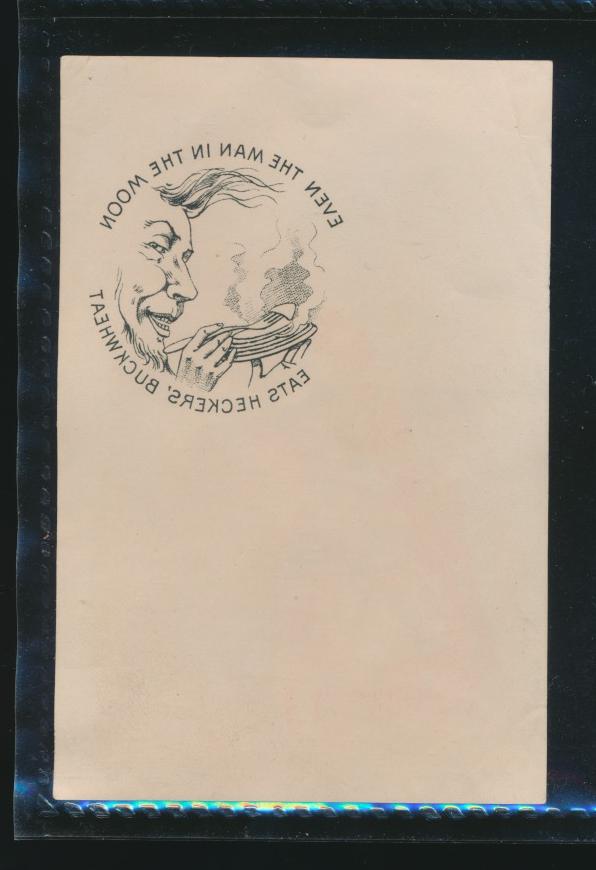 EVEN THE MAN IN THE MOON
EATS HECKERS' BUCKWHEAT